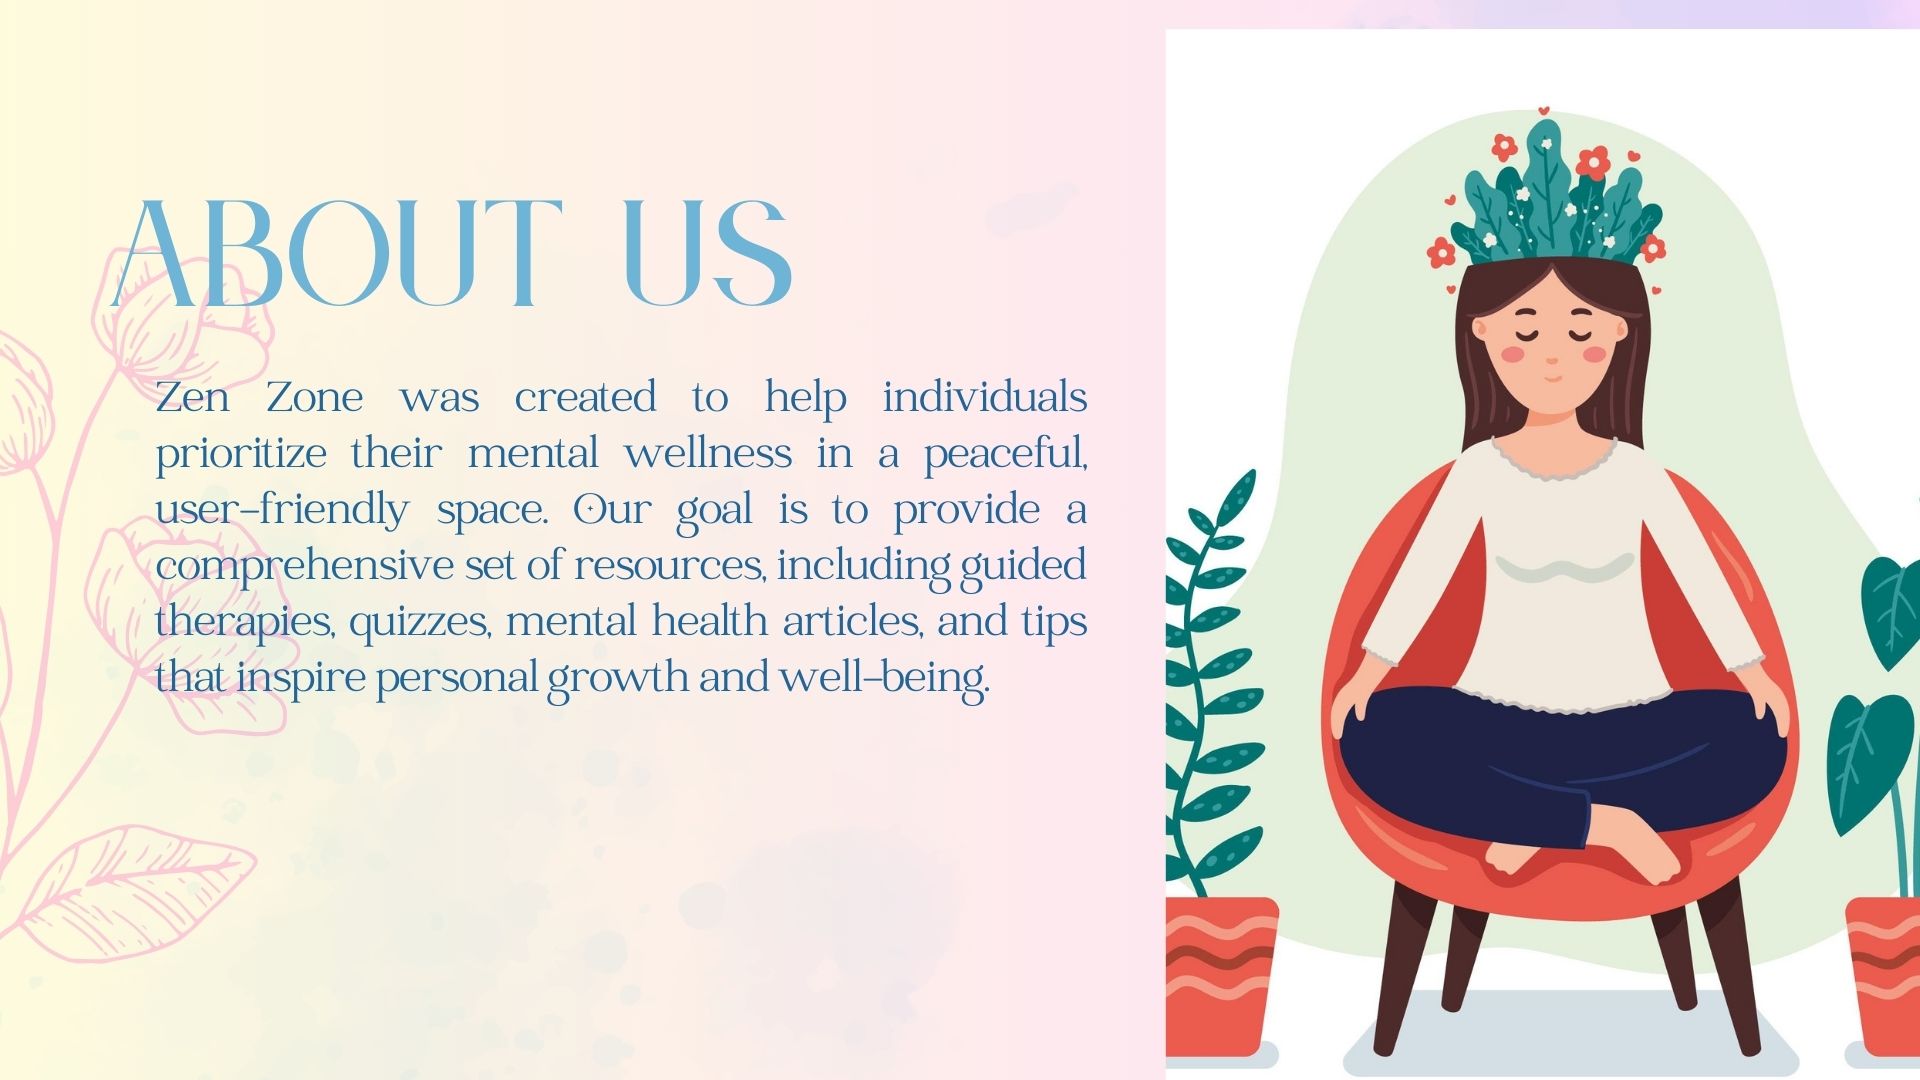 ABOUT US
Zen Zone was created to help individuals
prioritize their mental wellness in a peaceful,
user-friendly space. Our goal is to provide a
comprehensive set of resources, including guided
therapies, quizzes, mental health articles, and tips
that inspire personal growth and well-being.